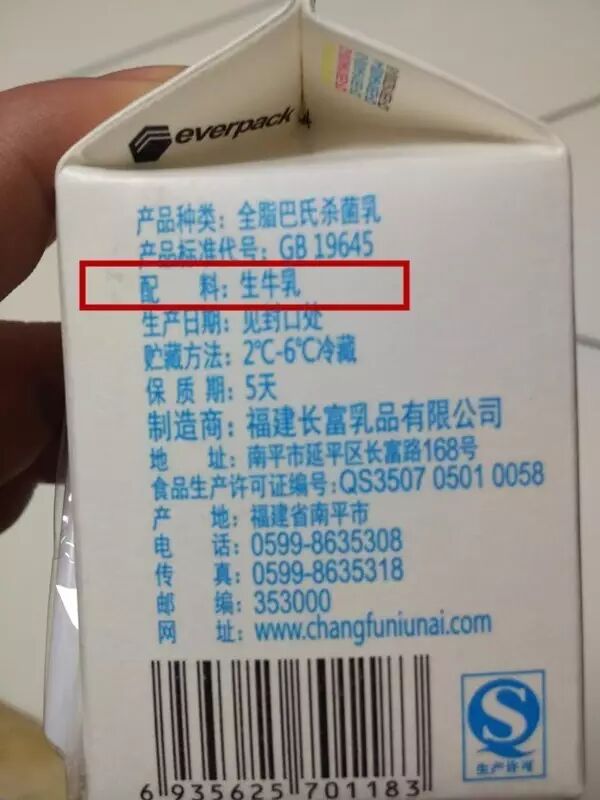 everpack
产品种类：全脂巴氏杀菌乳
产品标准代号：GB 19645
配 料：生牛乳
生产日期：见封口处
贮藏方法：2℃-6℃冷藏
保 质 期：5天
制造商：福建长富乳品有限公司
地 址：南平市延平区长富路168号
食品生产许可证编号：QS3507 0501 0058
产 地：福建省南平市
电 话：0599-8635308
传 真：0599-8635318
邮 编：353000
网 址：www.changfuniunai.com
生产许可
6 935625 701183